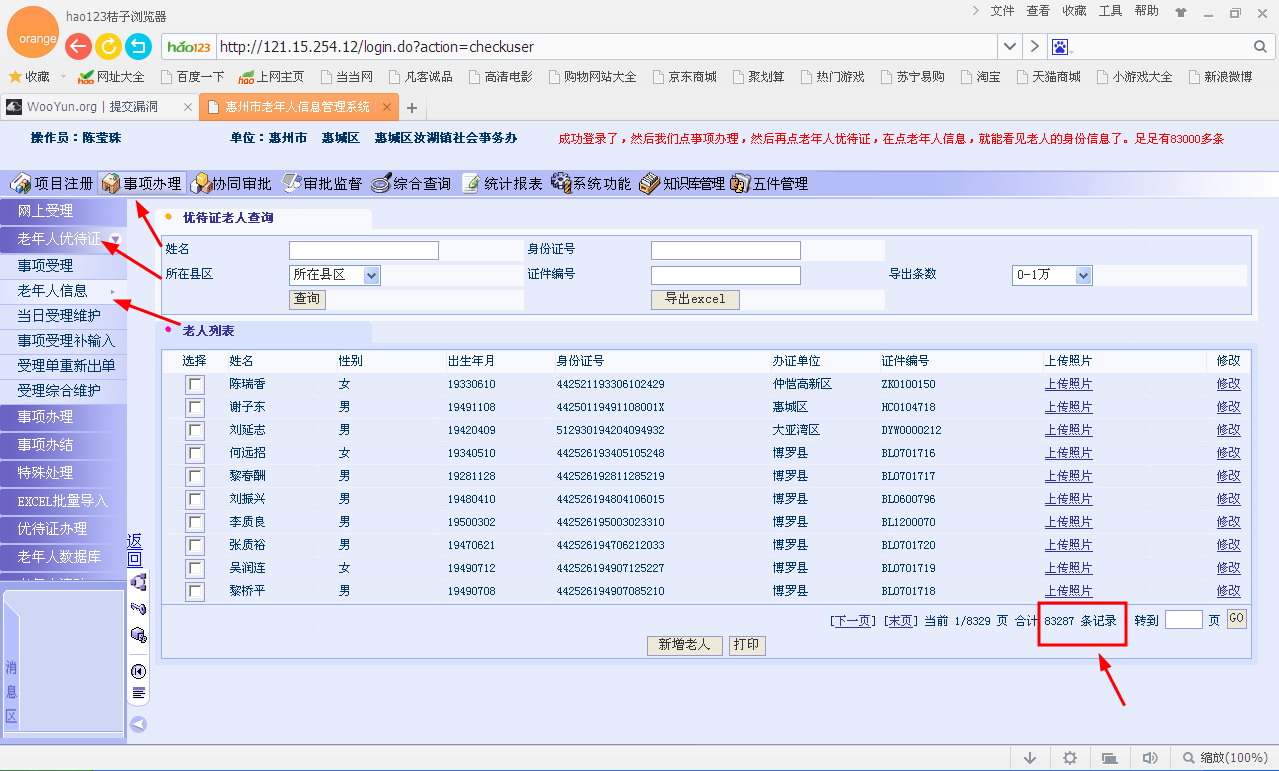 hao123桔子浏览器
文件 查看 收藏 工具 帮助
orange
hao123 http://121.15.254.12/login.do?action=checkuser
收藏 网址大全 百度一下 上网主页 当当网 凡客诚品 高清电影 购物网站大全 京东商城 聚划算 热门游戏 苏宁易购 淘宝 天猫商城 小游戏大全 新浪微博
WooYun.org | 提交漏洞 惠州市老年人信息管理系统
操作员：陈莹珠 单位：惠州市 惠城区 惠城区汝湖镇社会事务办 成功登录了，然后我们点事项办理，然后再点老年人优待证，在点老年人信息，就能看见老人的身份信息了。足足有83000多条
项目注册 事项办理 协同审批 审批监督 综合查询 统计报表 系统功能 知识库管理 五件管理
网上受理
老年人优待证
事项受理
老年人信息
当日受理维护
事项受理补输入
受理单重新出单
受理综合维护
事项办理
事项办结
特殊处理
EXCEL批量导入
优待证办理
老年人数据库
返回
消息区
优待证老人查询
姓名 身份证号
所在县区 所在县区 证件编号 导出条数 0-1万
查询 导出excel
老人列表
选择 姓名 性别 出生年月 身份证号 办证单位 证件编号 上传照片 修改
陈瑞香 女 19330610 442521193306102429 仲恺高新区 ZK0100150 上传照片 修改
谢子东 男 19491108 44250119491108001X 惠城区 HC0104718 上传照片 修改
刘延志 男 19420409 512930194204094932 大亚湾区 DYW0000212 上传照片 修改
何远招 女 19340510 442526193405105248 博罗县 BL0701716 上传照片 修改
黎春酬 男 19281128 442526192811285219 博罗县 BL0701717 上传照片 修改
刘振兴 男 19480410 442526194804106015 博罗县 BL0600796 上传照片 修改
李质良 男 19500302 442526195003023310 博罗县 BL1700070 上传照片 修改
张质裕 男 19470621 442526194706212033 博罗县 BL0701720 上传照片 修改
吴润连 女 19490712 442526194907125227 博罗县 BL0701719 上传照片 修改
黎桥平 男 19490708 442526194907085210 博罗县 BL0701718 上传照片 修改
[下一页] [末页] 当前 1/8329 页 合计 83287 条记录 转到 页 GO
新增老人 打印
缩放(100%)